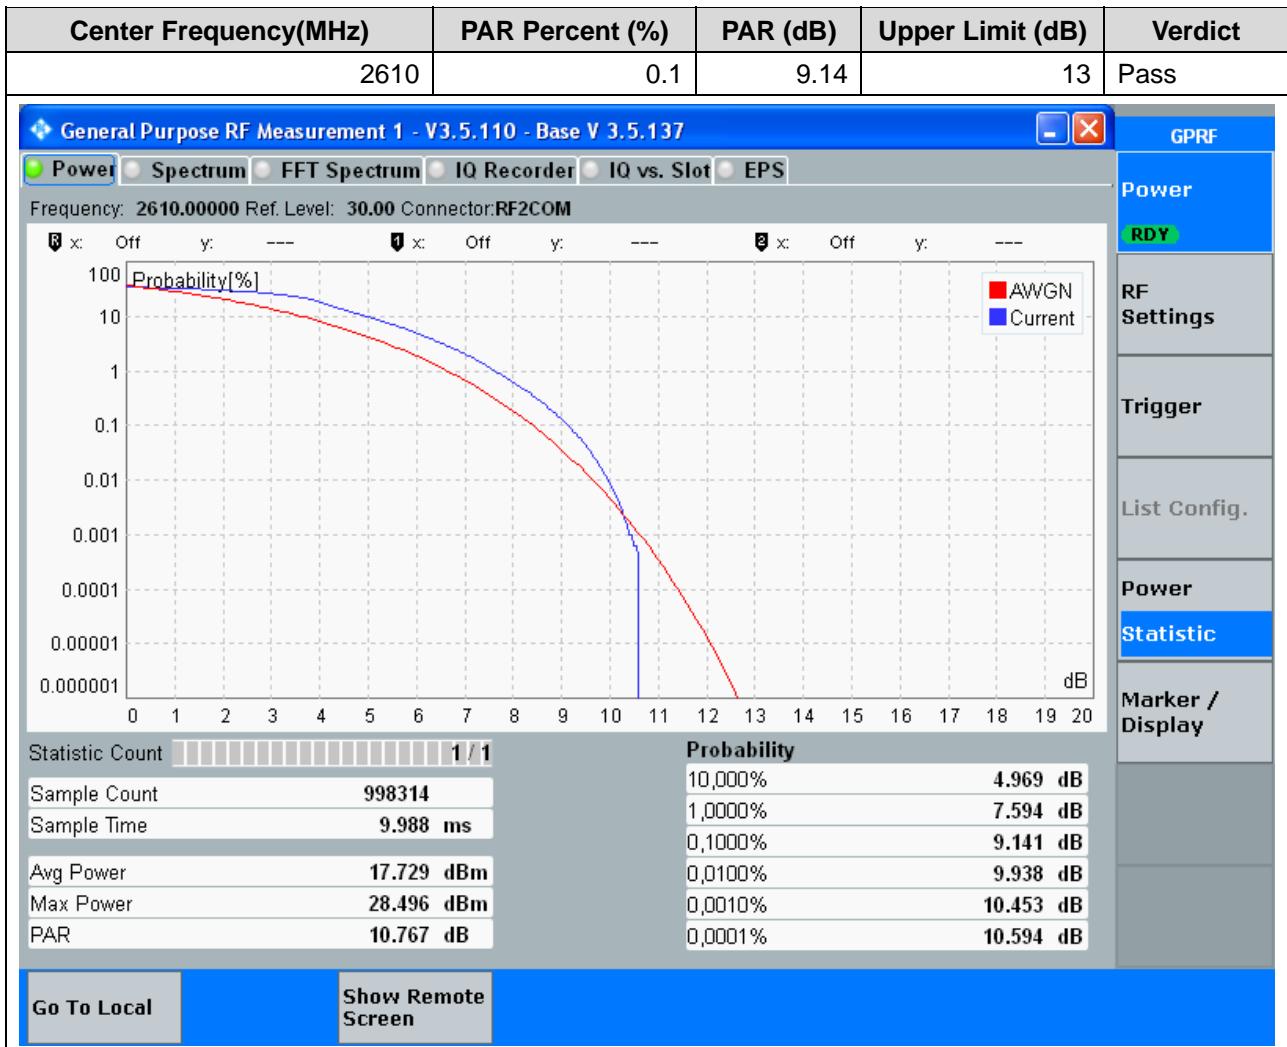 Center Frequency(MHz) PAR Percent (%) PAR (dB) Upper Limit (dB) Verdict
2610 0.1 9.14 13 Pass
General Purpose RF Measurement 1 - V3.5.110 - Base V 3.5.137
GPRF
Power Spectrum FFT Spectrum IQ Recorder IQ vs. Slot EPS
Frequency: 2610.00000 Ref. Level: 30.00 Connector:RF2COM
R x: Off y: --- 1 x: Off y: --- 2 x: Off y: ---
Probability[%]
AWGN
Current
100
10
1
0.1
0.01
0.001
0.0001
0.00001
0.000001
dB
0 1 2 3 4 5 6 7 8 9 10 11 12 13 14 15 16 17 18 19 20
Statistic Count 1 / 1
Sample Count 998314
Sample Time 9.988 ms
Avg Power 17.729 dBm
Max Power 28.496 dBm
PAR 10.767 dB
Probability
10,000% 4.969 dB
1,0000% 7.594 dB
0,1000% 9.141 dB
0,0100% 9.938 dB
0,0010% 10.453 dB
0,0001% 10.594 dB
Power
RDY
RF
Settings
Trigger
List Config.
Power
Statistic
Marker /
Display
Go To Local
Show Remote
Screen